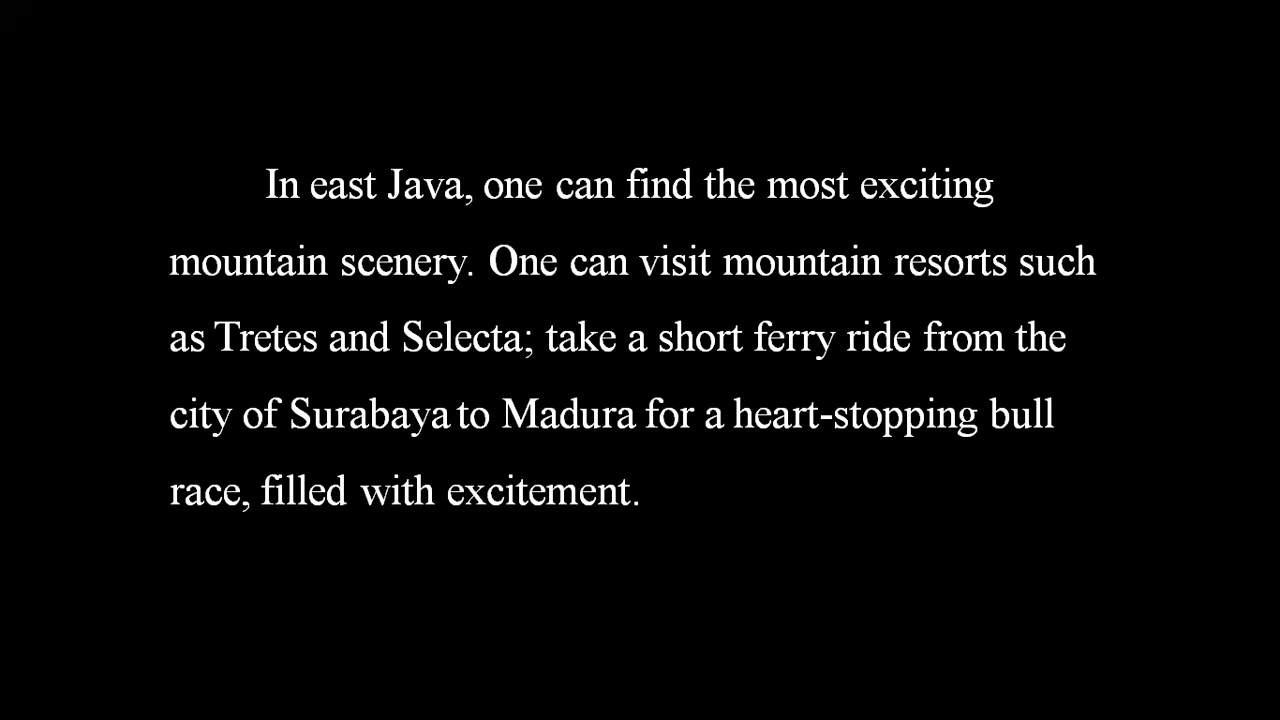 In east Java, one can find the most exciting
mountain scenery. One can visit mountain resorts such
as Tretes and Selecta; take a short ferry ride from the
city of Surabaya to Madura for a heart-stopping bull
race, filled with excitement.